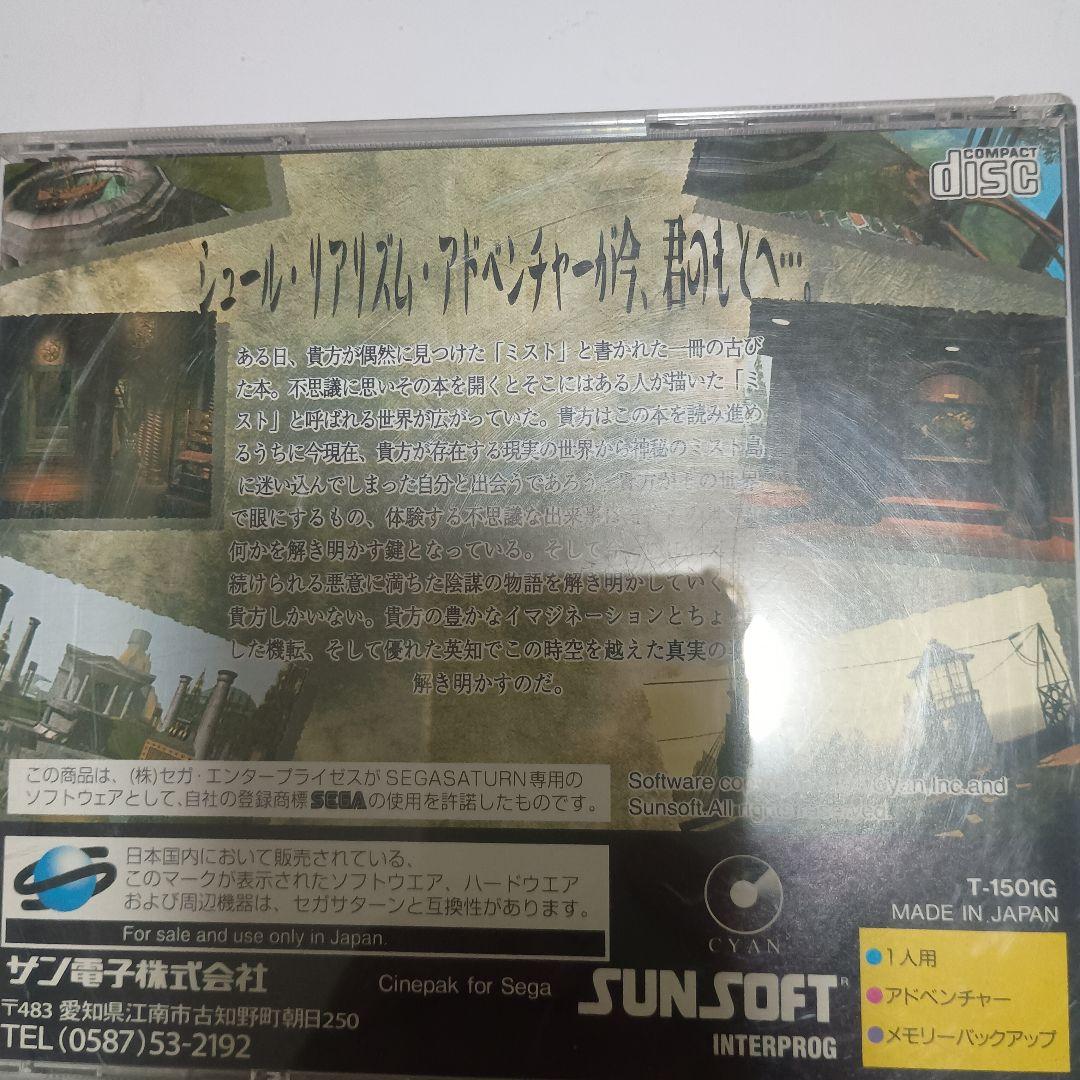 COMPACT
disc
シュール・リアリズム・アドベンチャーが今、君のもとへ…。
ある日、貴方が偶然に見つけた「ミスト」と書かれた一冊の古び
た本。不思議に思いその本を開くとそこにはある人が描いた「ミ
スト」と呼ばれる世界が広がっていた。貴方はこの本を読み進め
るうちに今現在、貴方が存在する現実の世界から神秘のミスト島
に迷い込んでしまった自分と出会うであろう。貴方がこの世界
で眼にするもの、体験する不思議な出来事は
何かを解き明かす鍵となっている。そして
続けられる悪意に満ちた陰謀の物語を解き明かしていく
貴方しかいない。貴方の豊かなイマジネーションとちょ
した機転、そして優れた英知でこの時空を越えた真実の
解き明かすのだ。
この商品は、(株)セガ・エンタープライゼスがSEGASATURN専用の
ソフトウェアとして、自社の登録商標SEGAの使用を許諾したものです。
Software Inc.and
Sunsoft.All
日本国内において販売されている、
このマークが表示されたソフトウエア、ハードウエア
および周辺機器は、セガサターンと互換性があります。
For sale and use only in Japan.
CYAN
T-1501G
MADE IN JAPAN
サン電子株式会社
〒483 愛知県江南市古知野町朝日250
TEL(0587)53-2192
Cinepak for Sega
SUNSOFT®
INTERPROG
1人用
アドベンチャー
メモリーバックアップ